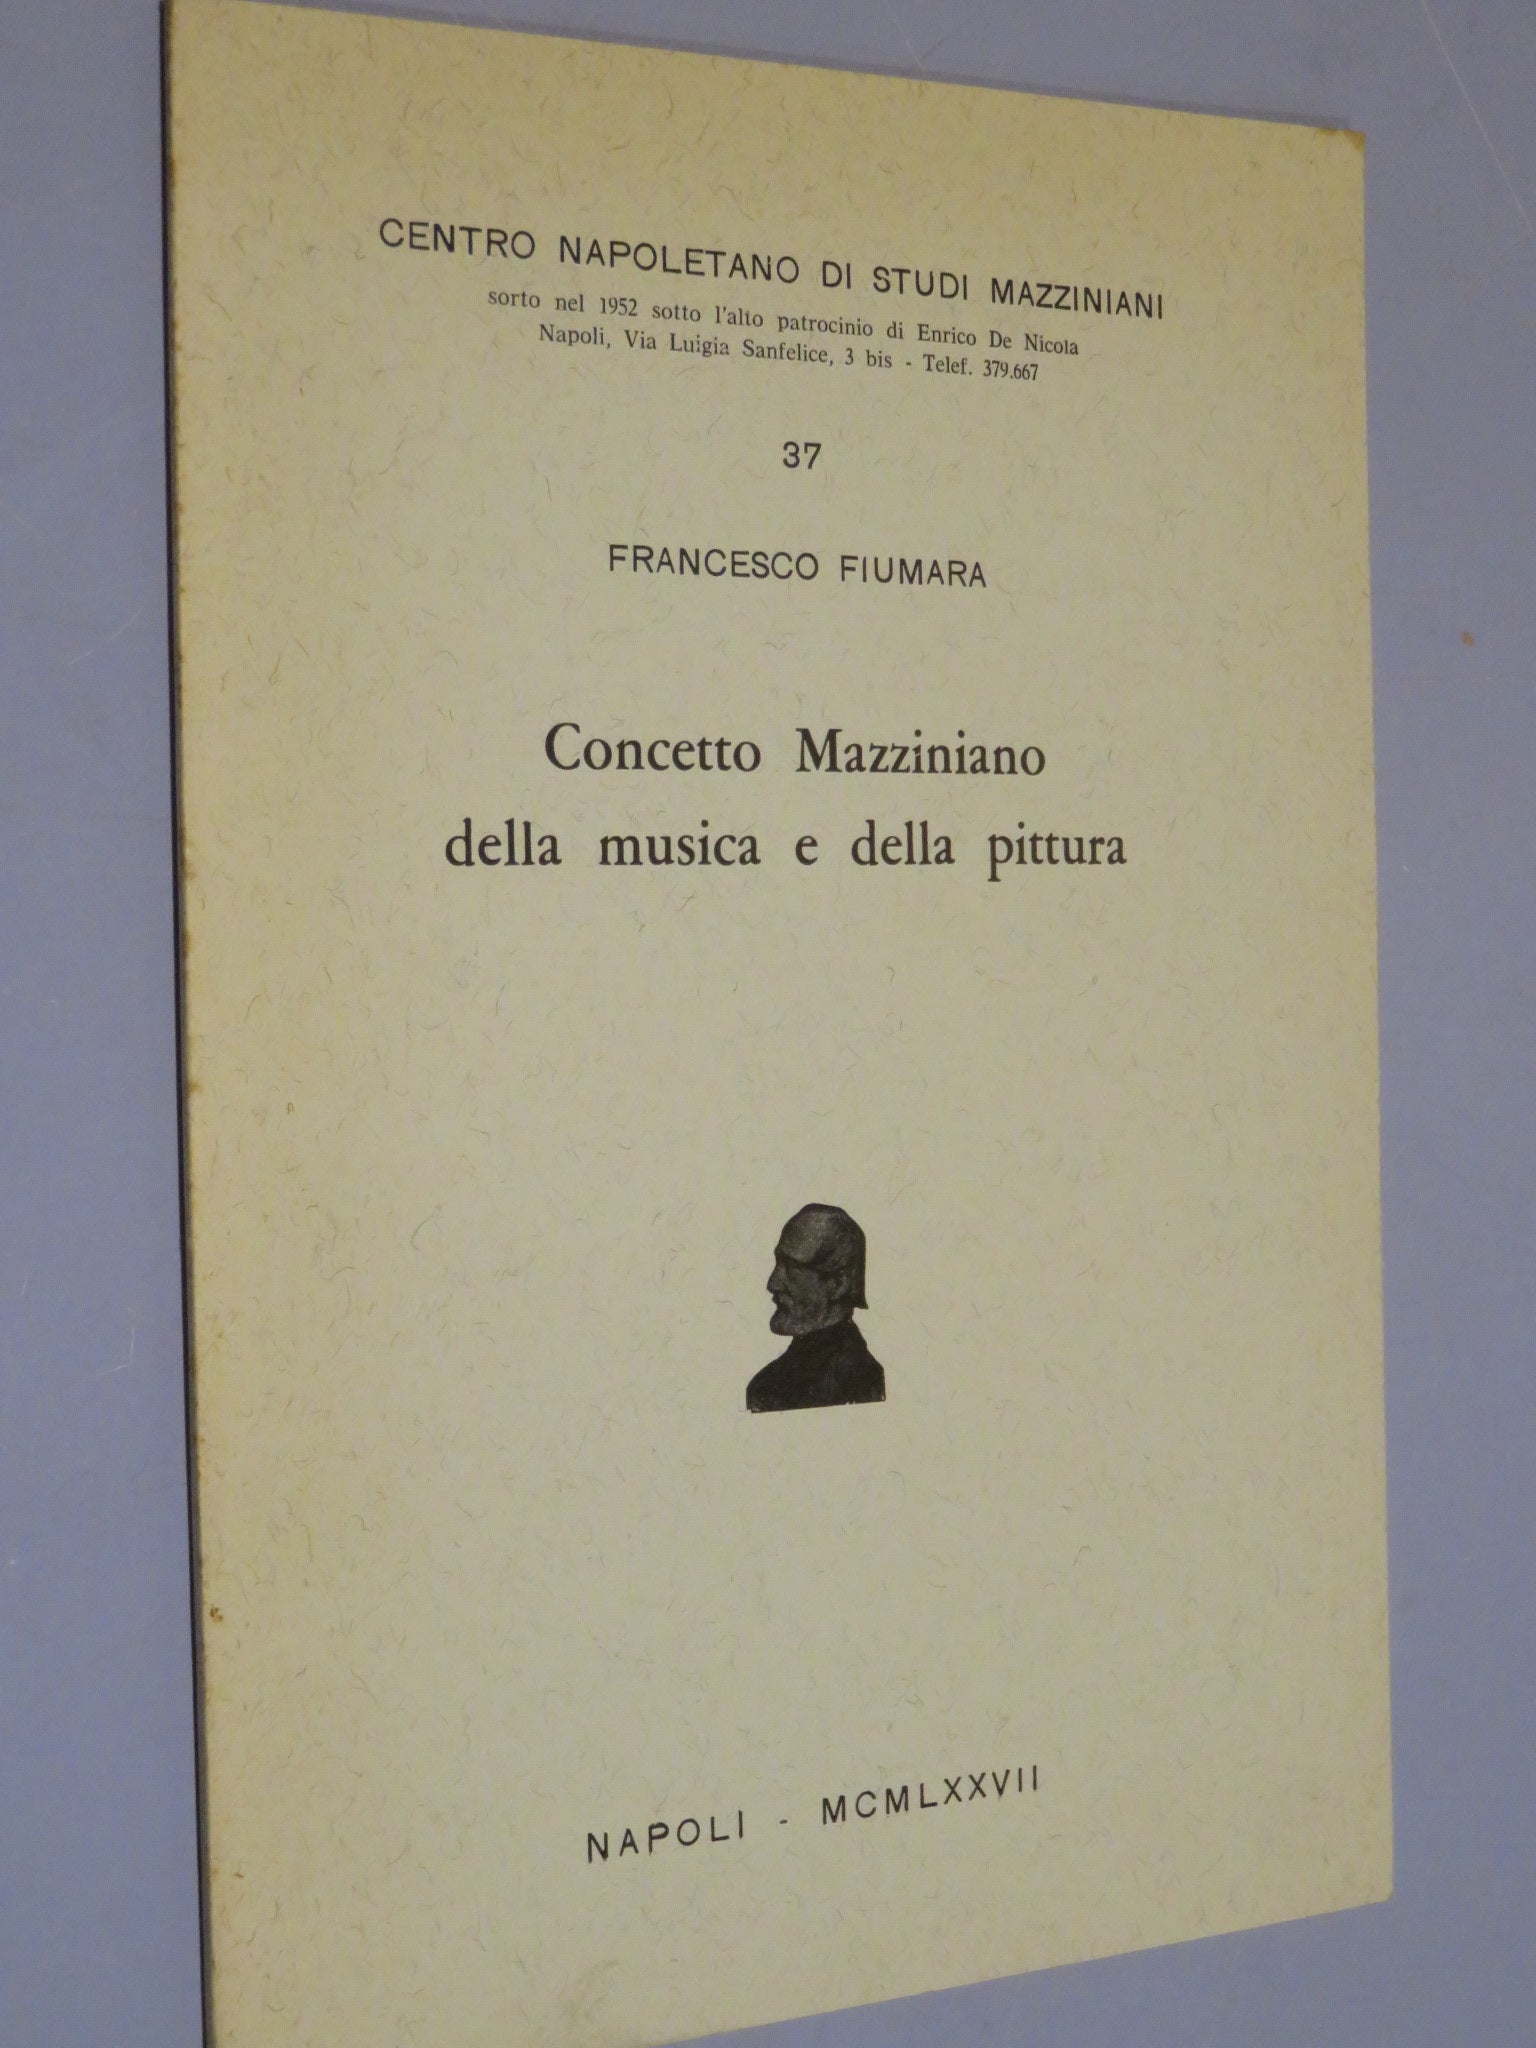 CENTRO NAPOLETANO DI STUDI MAZZINIANI
sorto nel 1952 sotto l'alto patrocinio di Enrico De Nicola
Napoli, Via Luigia Sanfelice, 3 bis - Telef. 379.667
37
FRANCESCO FIUMARA
Concetto Mazziniano
della musica e della pittura
NAPOLI - MCMLXXVII